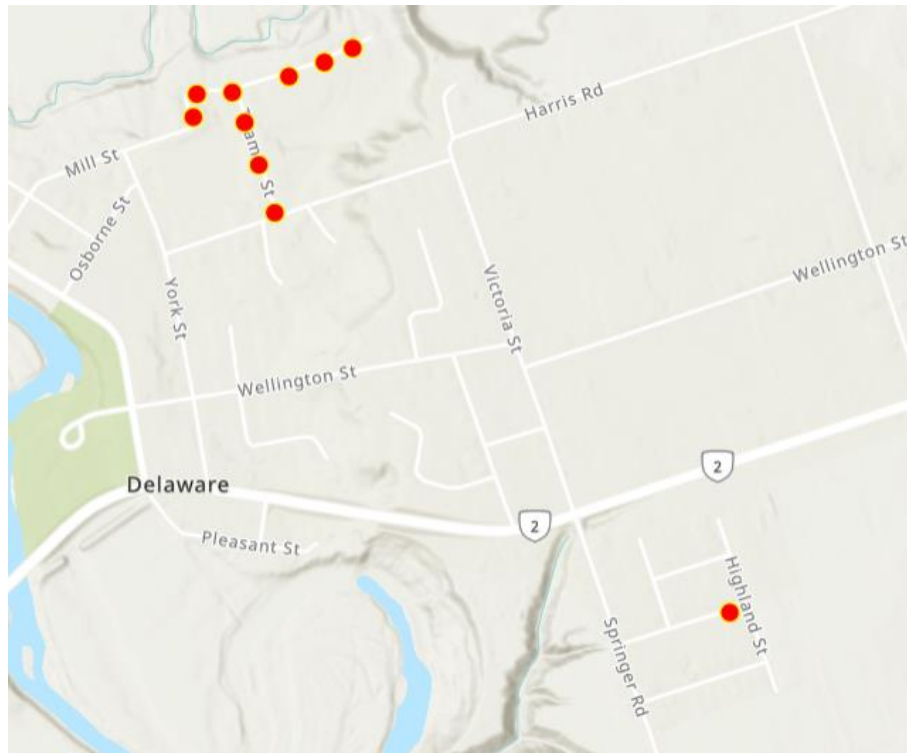 Harris Rd
Mill St
St
Osborne St
Wellington St
York St
Victoria St
Wellington St
2
Delaware
2
Pleasant St
Highland St
Springer Rd